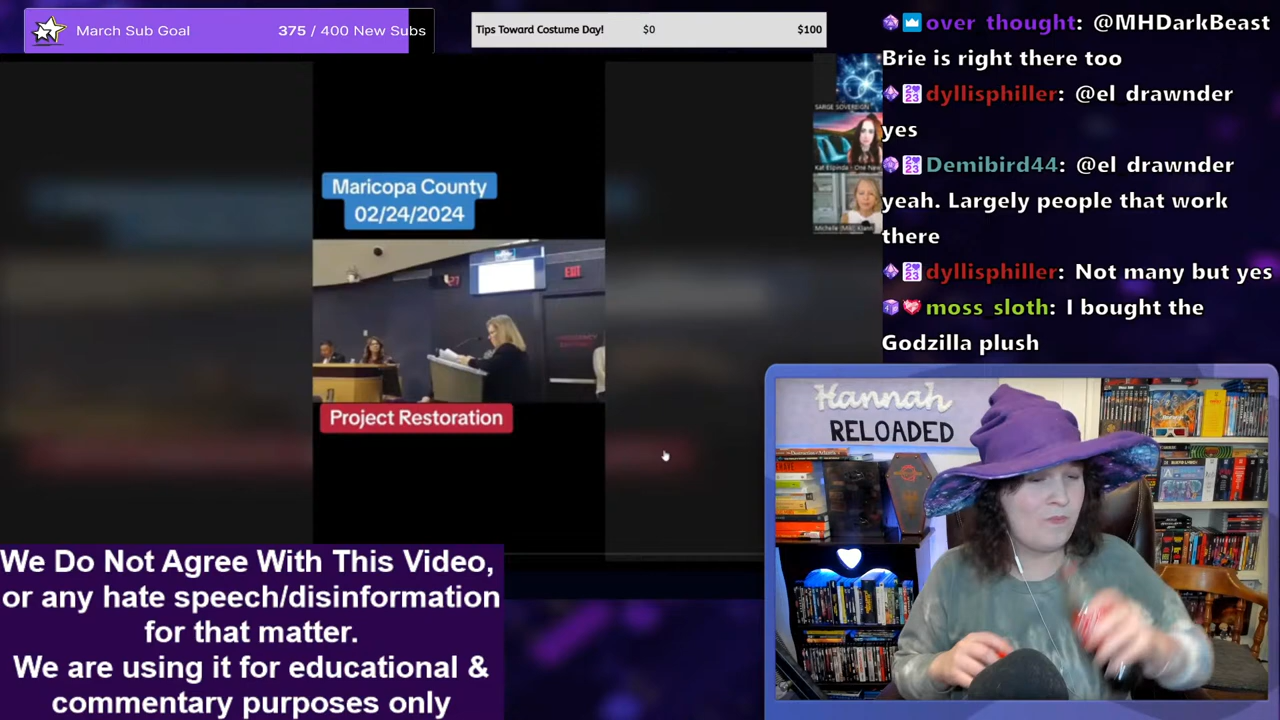 March Sub Goal
375 / 400 New Subs
Tips Toward Costume Day!
$0
$100
SARGE SOVEREIGN
Maricopa County
02/24/2024
EXIT
Project Restoration
We Do Not Agree With This Video,
or any hate speech/disinformation
for that matter.
We are using it for educational &
commentary purposes only
over thought: @MHDarkBeast
Brie is right there too
dyllisphiller: @el drawnder
yes
Demibird44: @el drawnder
yeah. Largely people that work
there
dyllisphiller: Not many but yes
moss sloth: I bought the
Godzilla plush
Hannah
RELOADED